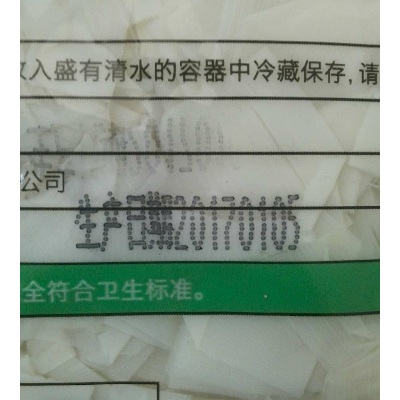 入盛有清水的容器中冷藏保存,请
公司
生产日期20170105
全符合卫生标准。